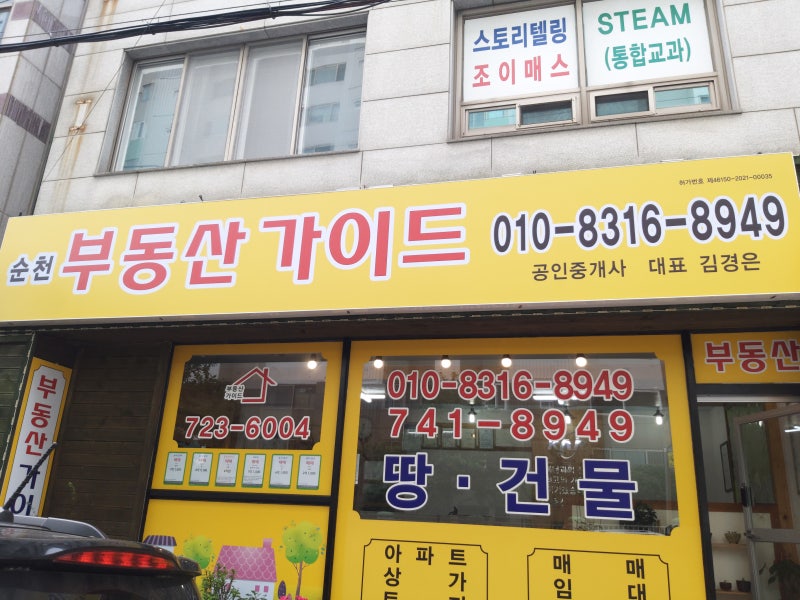 스토리텔링
조이매스
STEAM
(통합교과)
허가번호 제46150-2021-00035
순천 부동산 가이드 010-8316-8949
공인중개사 대표 김경은
부동산
부동산 가이
부동산
가이드
723-6004
010-8316-8949
741-8949
땅·건물
아파트
상 가
매 매
임 대